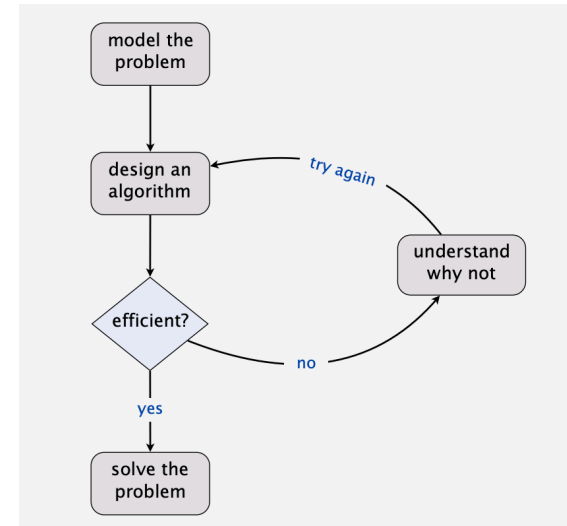 model the
problem
design an
algorithm
try again
understand
why not
efficient?
no
yes
solve the
problem